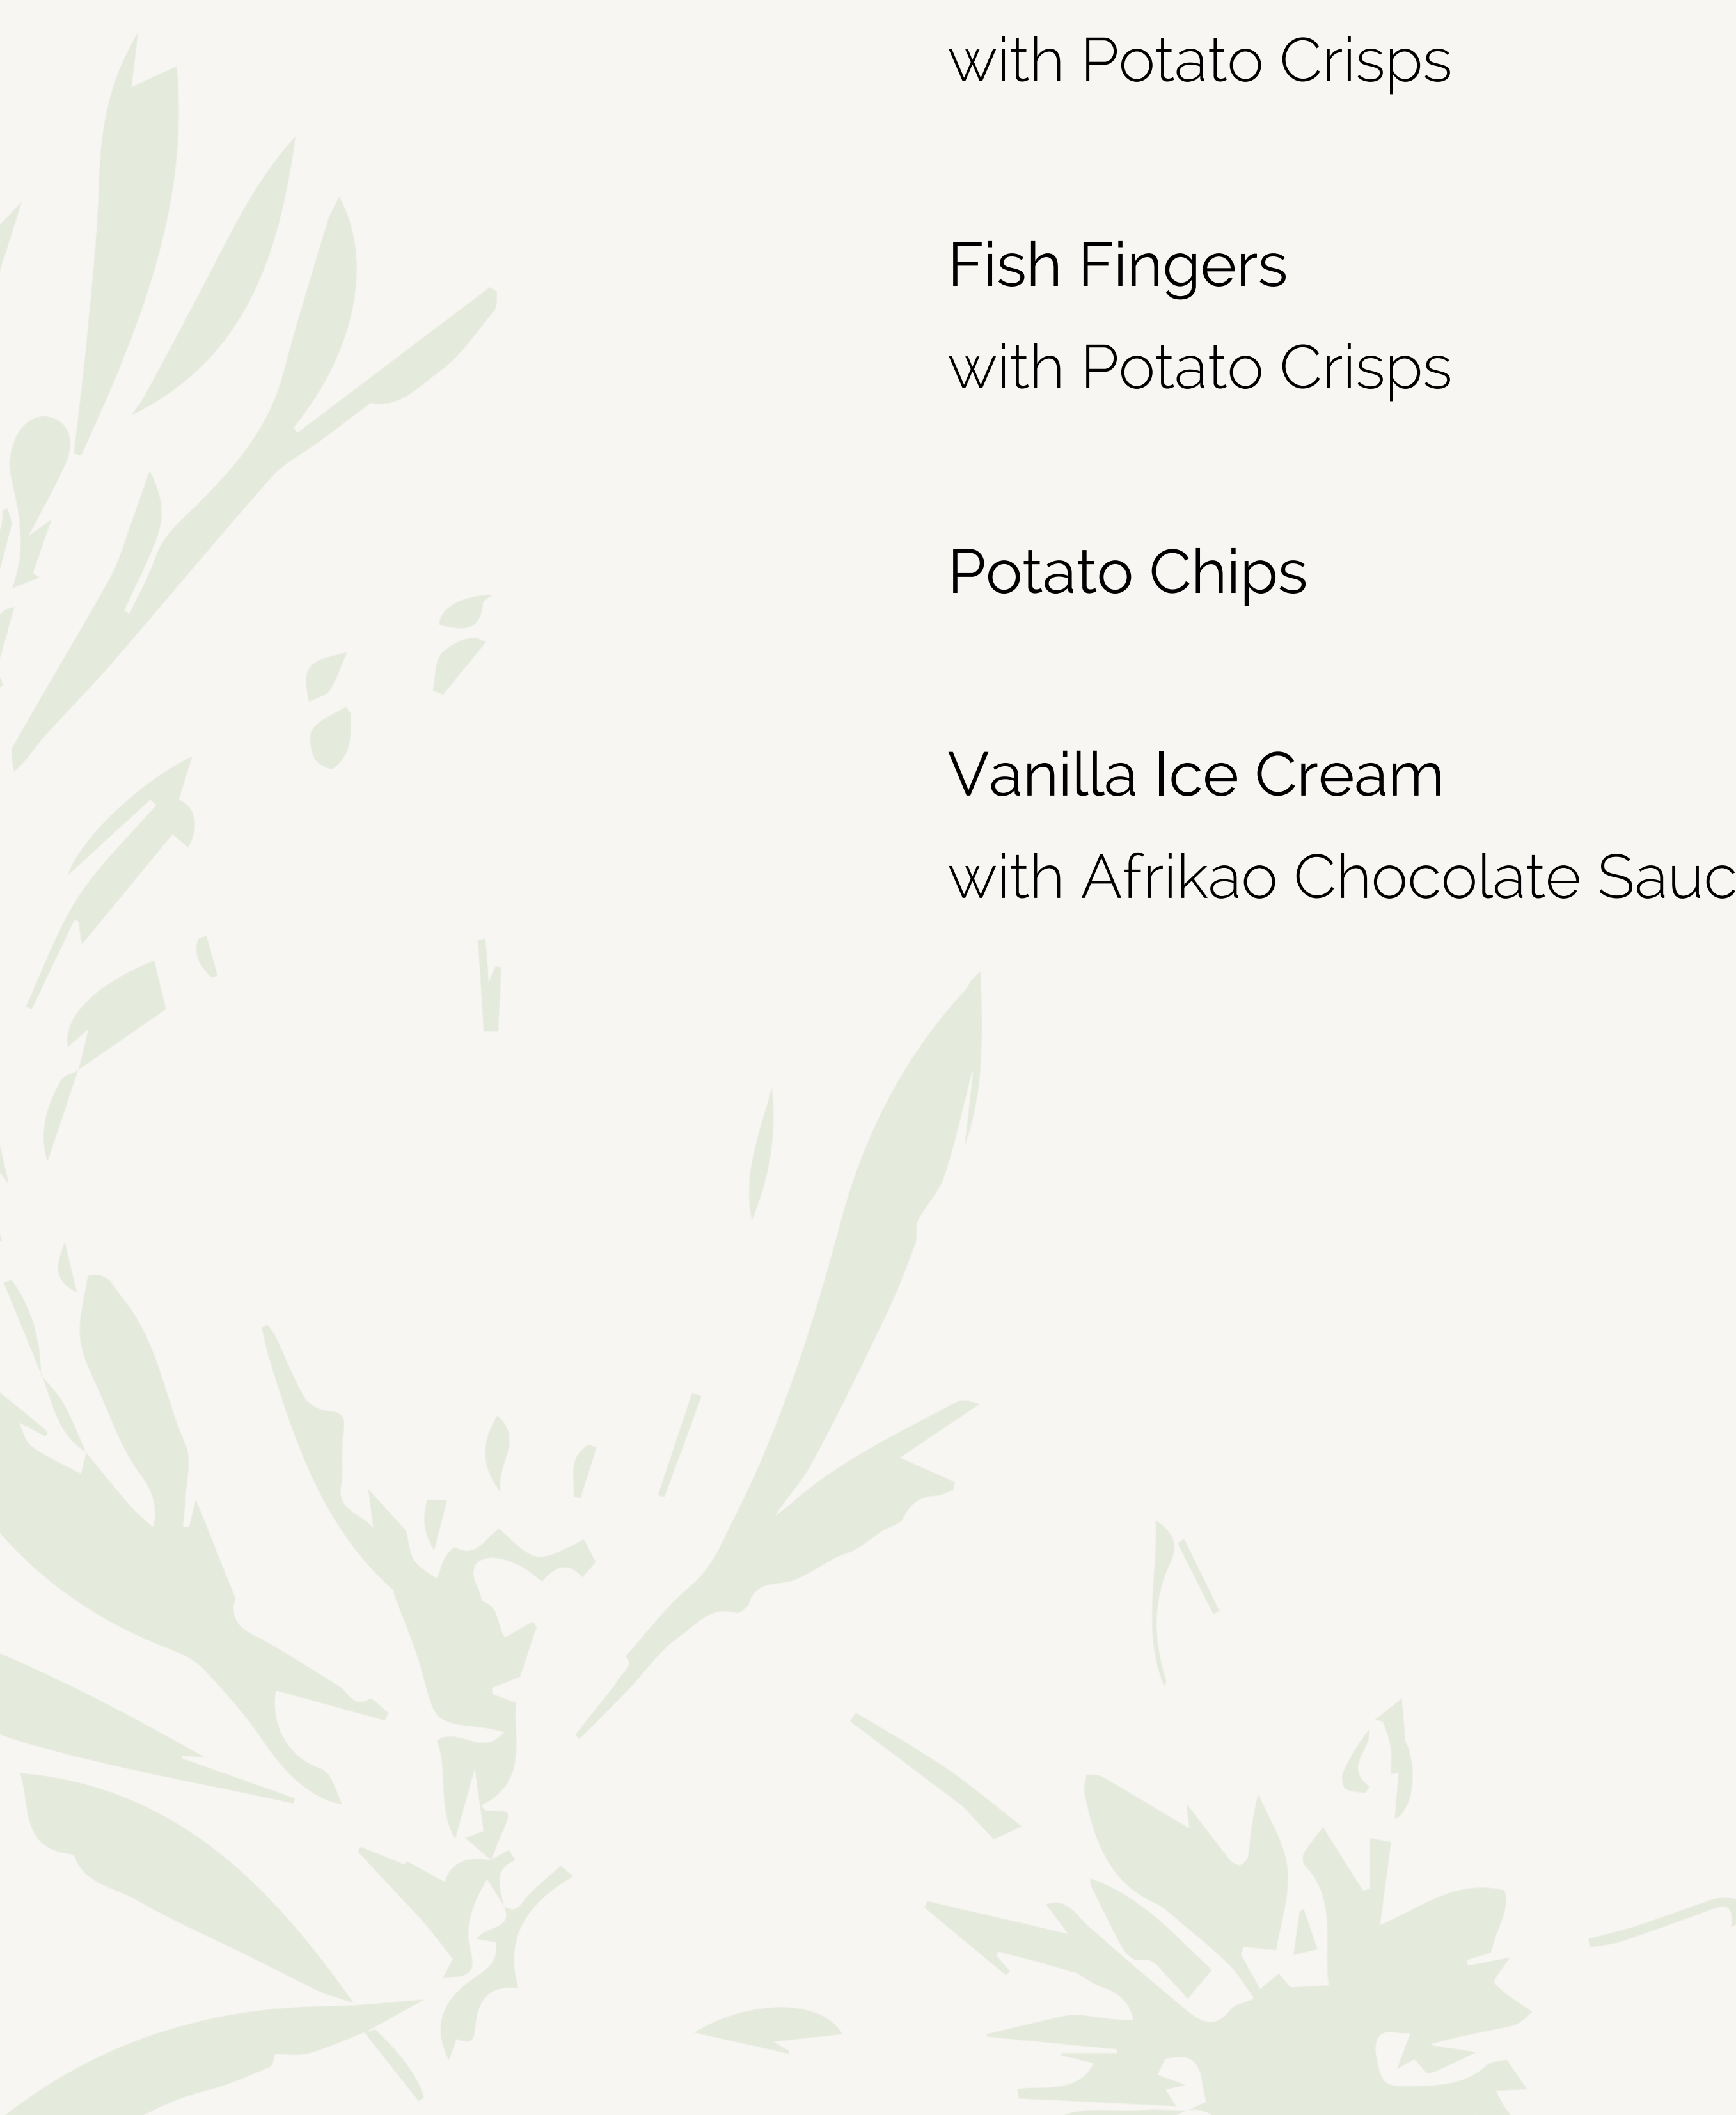 with Potato Crisps
Fish Fingers
with Potato Crisps
Potato Chips
Vanilla Ice Cream
with Afrikao Chocolate Sauc